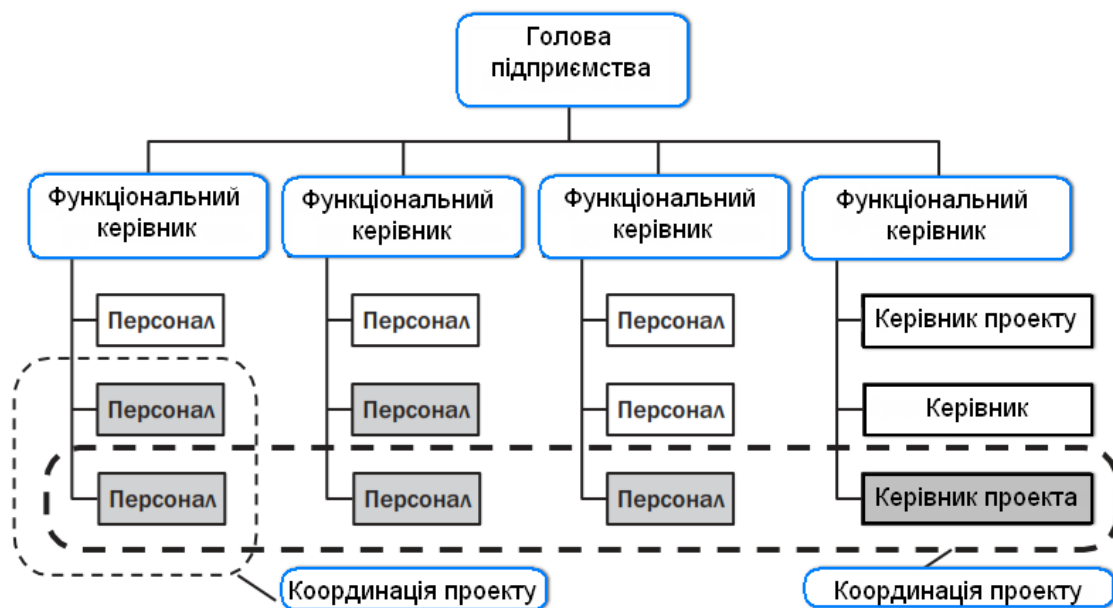 Голова
підприємства
Функціональний
керівник
Функціональний
керівник
Функціональний
керівник
Функціональний
керівник
Персонал
Персонал
Персонал
Керівник проекту
Персонал
Персонал
Персонал
Керівник
Персонал
Персонал
Персонал
Керівник проекта
Координація проекту
Координація проекту